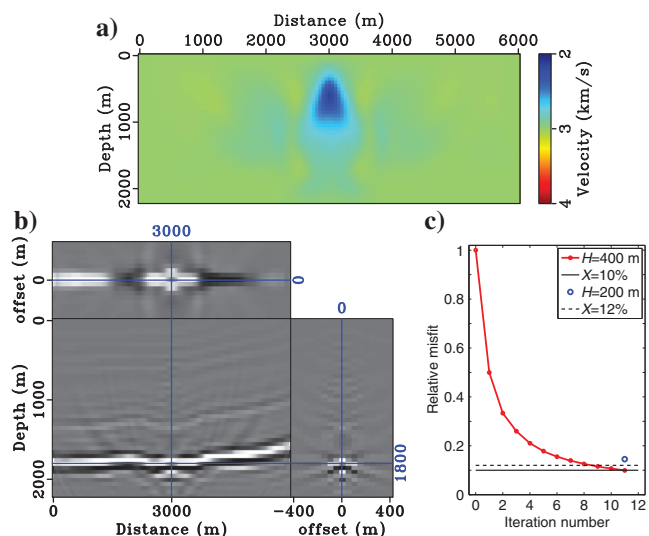 a)
Distance (m)
0 1000 2000 3000 4000 5000 6000
Depth (m)
0
1000
2000
2
3
4
Velocity (km/s)
b)
3000
offset (m)
0
0
0
Depth (m)
0
1000
2000
1800
0 3000
Distance (m)
-400 0 400
offset (m)
c)
Relative misfit
1
0.8
0.6
0.4
0.2
0
H=400 m
X=10%
H=200 m
X=12%
0 2 4 6 8 10 12
Iteration number